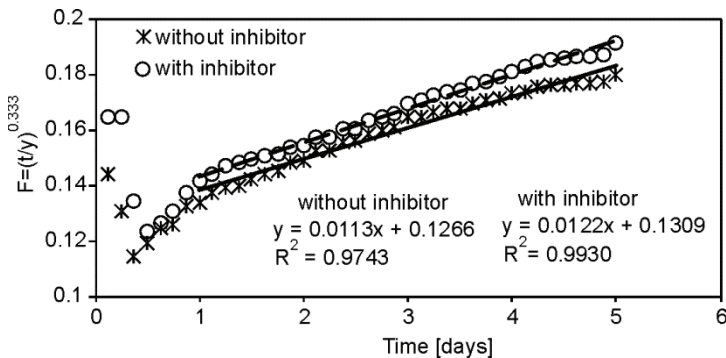 F=(t/y)^0.333
0.2
0.18
0.16
0.14
0.12
0.1
without inhibitor
with inhibitor
without inhibitor
y = 0.0113x + 0.1266
R² = 0.9743
with inhibitor
y = 0.0122x + 0.1309
R² = 0.9930
0 1 2 3 4 5 6
Time [days]